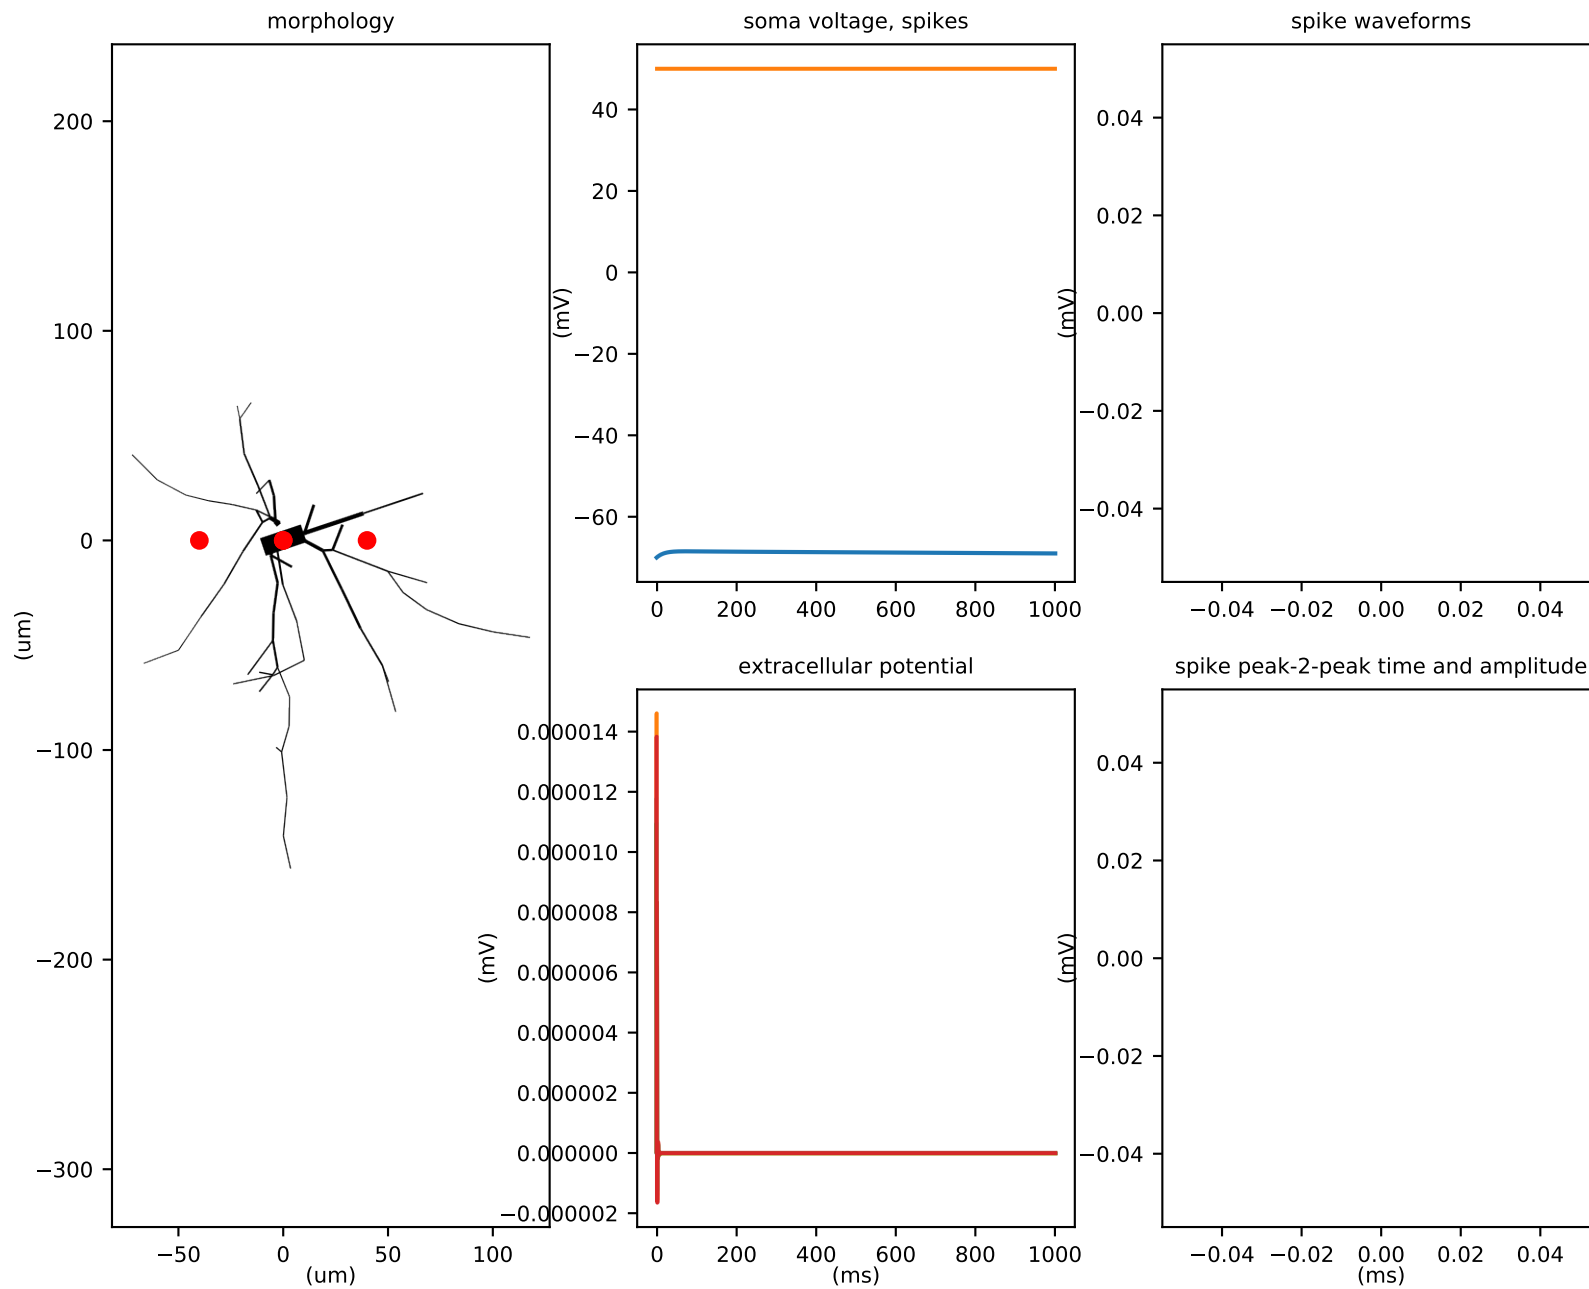 morphology
200
100
0
−100
−200
−300
(um)
−50 0 50 100
(um)
soma voltage, spikes
40
20
0
−20
−40
−60
(mV)
0 200 400 600 800 1000
spike waveforms
0.04
0.02
0.00
−0.02
−0.04
(mV)
−0.04 −0.02 0.00 0.02 0.04
extracellular potential
0.000014
0.000012
0.000010
0.000008
0.000006
0.000004
0.000002
0.000000
−0.000002
(mV)
0 200 400 600 800 1000
(ms)
spike peak-2-peak time and amplitude
0.04
0.02
0.00
−0.02
−0.04
(mV)
−0.04 −0.02 0.00 0.02 0.04
(ms)